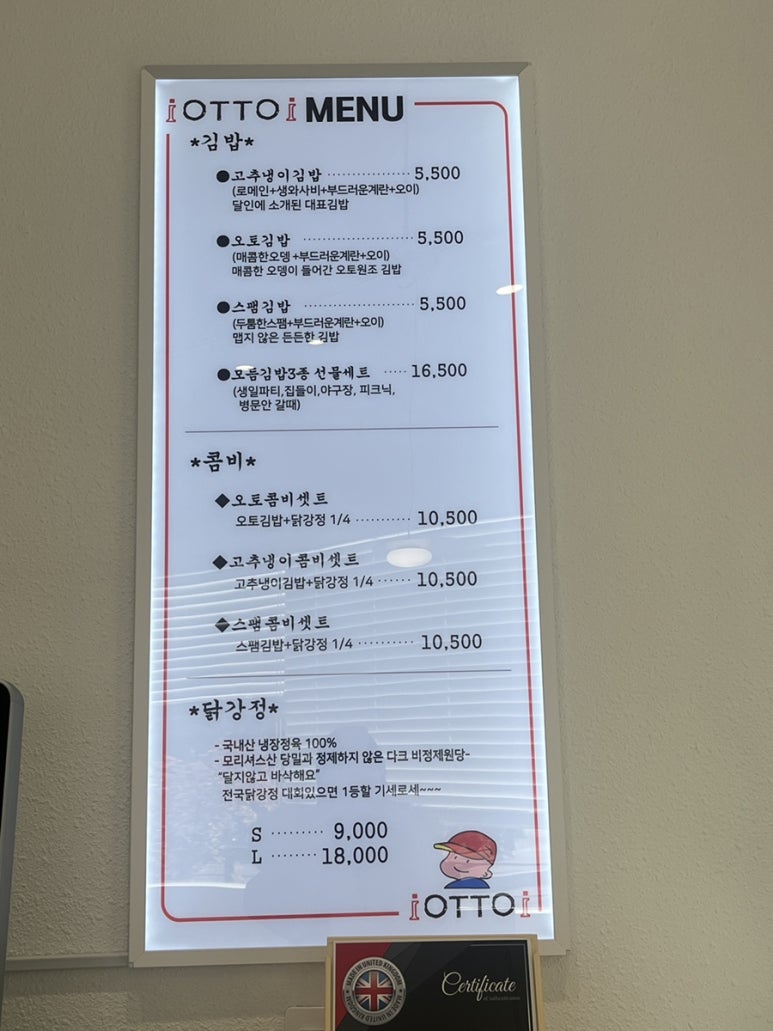 i OTTO i MENU
*김밥*
●고추냉이김밥 ·················· 5,500
(로메인+생와사비+부드러운계란+오이)
달인에 소개된 대표김밥
●오토김밥 ······················· 5,500
(매콤한오뎅+부드러운계란+오이)
매콤한 오뎅이 들어간 오토원조 김밥
●스팸김밥 ······················· 5,500
(두툼한스팸+부드러운계란+오이)
맵지 않은 든든한 김밥
●모듬김밥3종 선물세트 ····· 16,500
(생일파티,집들이,야구장, 피크닉,
병문안 갈때)
*콤비*
◆오토콤비셋트
오토김밥+닭강정 1/4 ··········· 10,500
◆고추냉이콤비셋트
고추냉이김밥+닭강정 1/4 ······ 10,500
◆스팸콤비셋트
스팸김밥+닭강정 1/4 ··········· 10,500
*닭강정*
- 국내산 냉장정육 100%
- 모리셔스산 당밀과 정제하지 않은 다크 비정제원당-
"달지않고 바삭해요"
전국닭강정 대회있으면 1등할 기세로세~~~
S ········· 9,000
L ········ 18,000
i OTTO i
MADE IN UNITED KINGDOM
MADE IN UNITED KINGDOM
Certificate